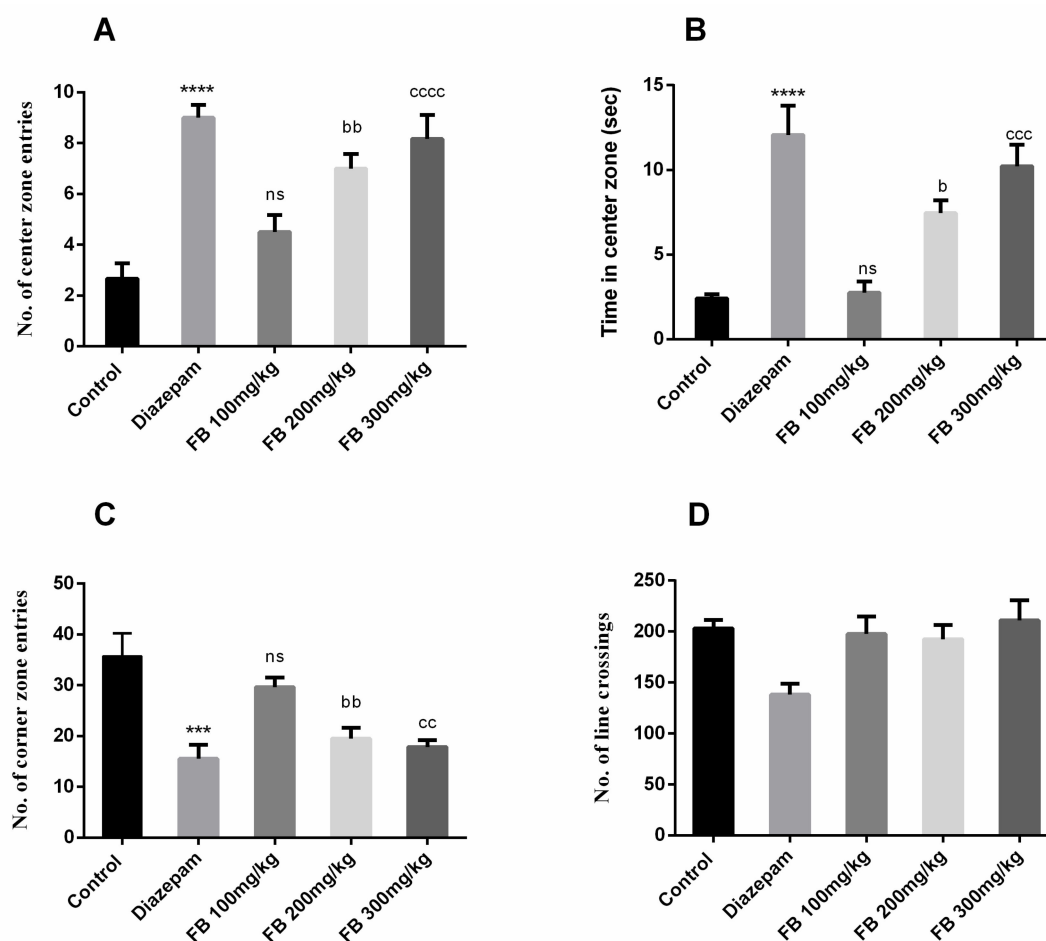 A
No. of center zone entries
10
8
6
4
2
0
****
ns
bb
cccc
Control
Diazepam
FB 100mg/kg
FB 200mg/kg
FB 300mg/kg
B
Time in center zone (sec)
15
10
5
0
****
ns
b
ccc
Control
Diazepam
FB 100mg/kg
FB 200mg/kg
FB 300mg/kg
C
No. of corner zone entries
50
40
30
20
10
0
***
ns
bb
cc
Control
Diazepam
FB 100mg/kg
FB 200mg/kg
FB 300mg/kg
D
No. of line crossings
250
200
150
100
50
0
Control
Diazepam
FB 100mg/kg
FB 200mg/kg
FB 300mg/kg